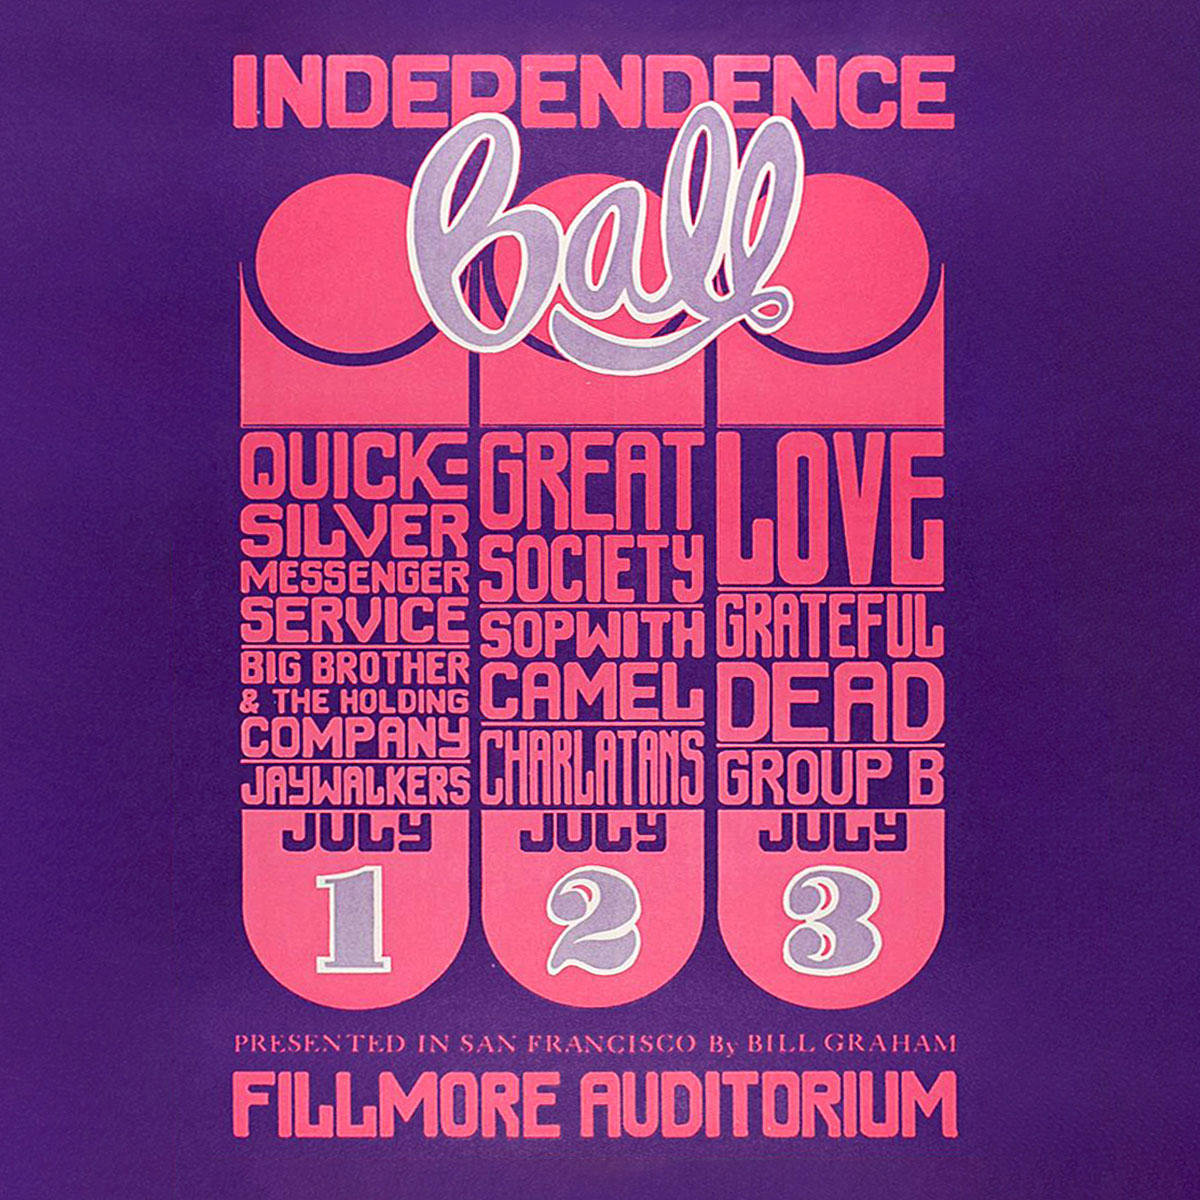 INDEPENDENCE
Ball
QUICK-
SILVER
MESSENGER
SERVICE
BIG BROTHER
& THE HOLDING
COMPANY
JAYWALKERS
JULY
1
GREAT
SOCIETY
SOPWITH
CAMEL
CHARLATANS
JULY
2
LOVE
GRATEFUL
DEAD
GROUP B
JULY
3
PRESENTED IN SAN FRANCISCO By BILL GRAHAM
FILLMORE AUDITORIUM